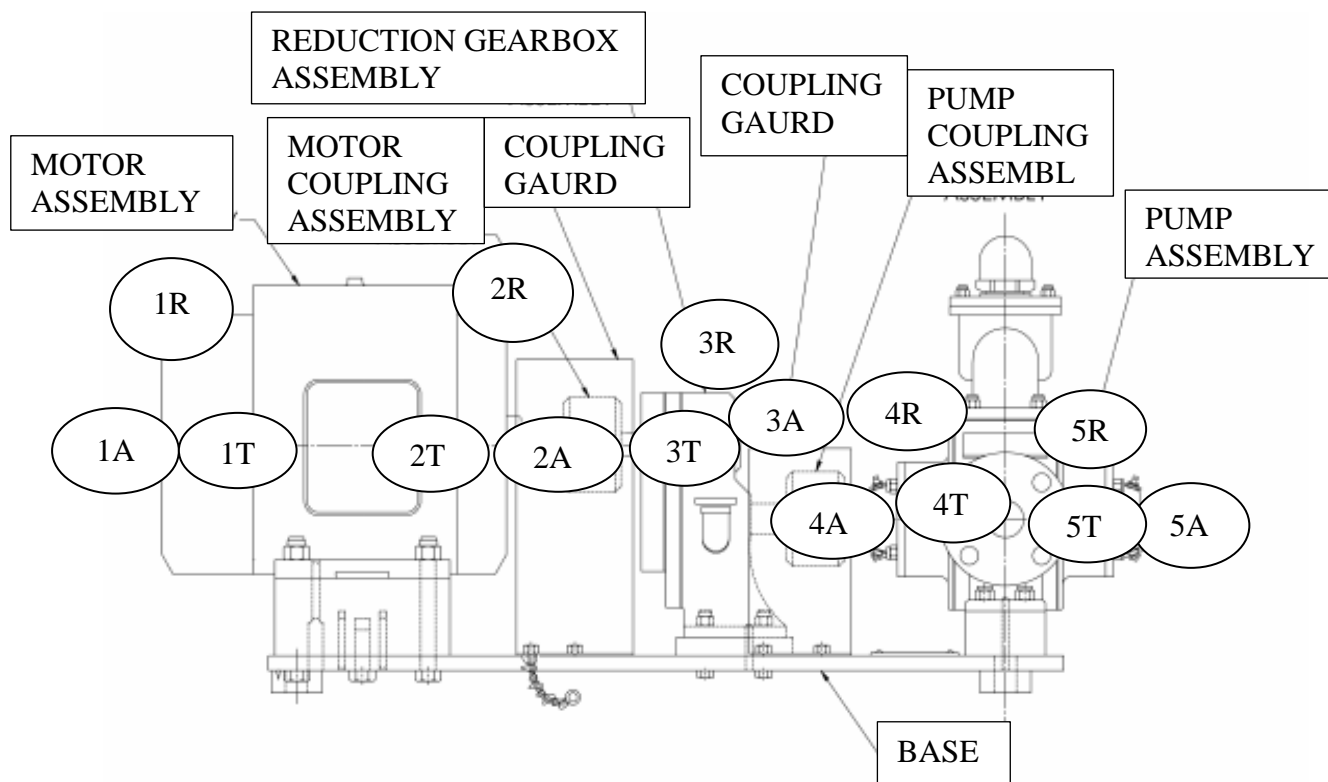 REDUCTION GEARBOX
ASSEMBLY
COUPLING
GAURD
PUMP
COUPLING
ASSEMBL
MOTOR
ASSEMBLY
MOTOR
COUPLING
ASSEMBLY
COUPLING
GAURD
PUMP
ASSEMBLY
1R
2R
3R
3A
4R
5R
1A
1T
2T
2A
3T
4A
4T
5T
5A
BASE